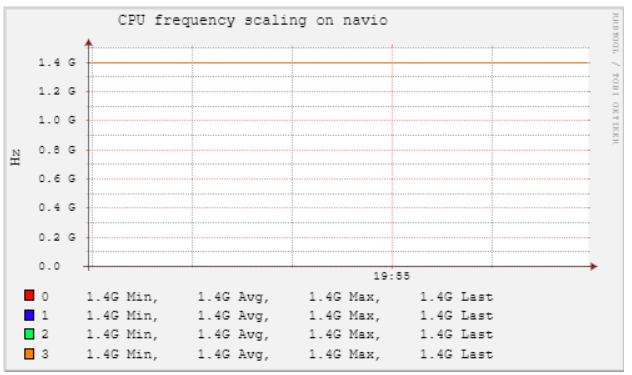 CPU frequency scaling on navio
RRDTOOL / TOBI OETIKER
Hz
1.4 G
1.2 G
1.0 G
0.8 G
0.6 G
0.4 G
0.2 G
0.0
19:55
0 1.4G Min, 1.4G Avg, 1.4G Max, 1.4G Last
1 1.4G Min, 1.4G Avg, 1.4G Max, 1.4G Last
2 1.4G Min, 1.4G Avg, 1.4G Max, 1.4G Last
3 1.4G Min, 1.4G Avg, 1.4G Max, 1.4G Last